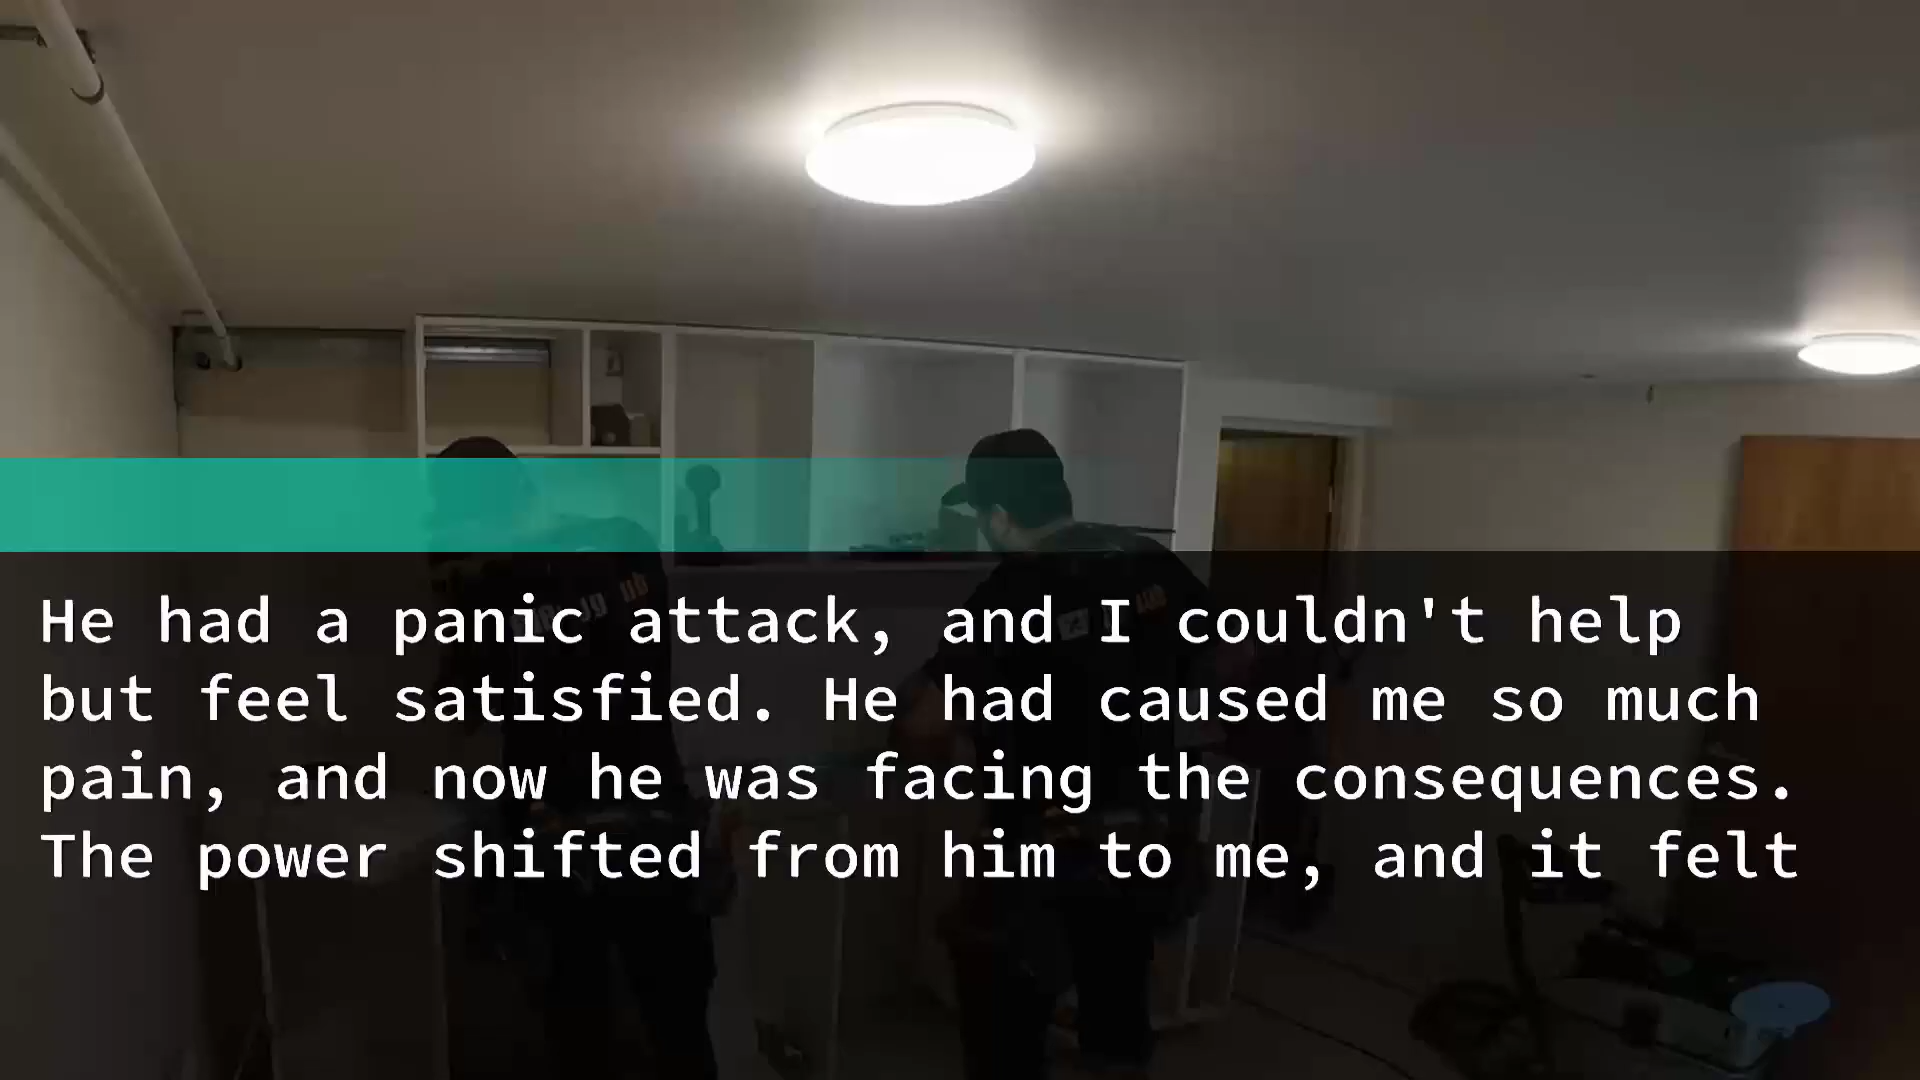 He had a panic attack, and I couldn't help
but feel satisfied. He had caused me so much
pain, and now he was facing the consequences.
The power shifted from him to me, and it felt